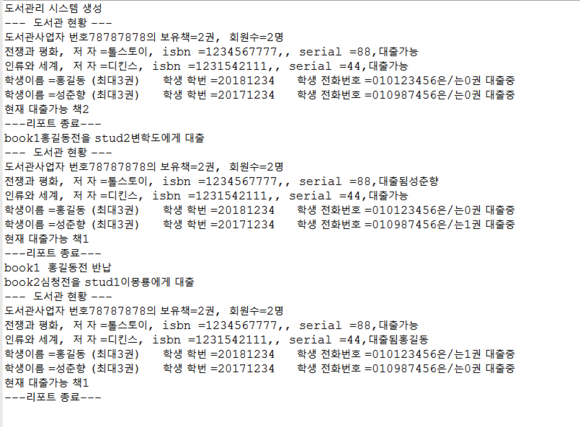 도서관리 시스템 생성
--- 도서관 현황 ---
도서관사업자 번호78787878의 보유책=2권, 회원수=2명
전쟁과 평화, 저 자 =톨스토이, isbn =1234567777,, serial =88,대출가능
인류와 세계, 저 자 =디킨스, isbn =1231542111,, serial =44,대출가능
학생이름 =홍길동 (최대3권) 학생 학번 =20181234 학생 전화번호 =010123456은/는0권 대출중
학생이름 =성춘향 (최대3권) 학생 학번 =20171234 학생 전화번호 =010987456은/는0권 대출중
현재 대출가능 책2
---리포트 종료---
book1홍길동전을 stud2변학도에게 대출
--- 도서관 현황 ---
도서관사업자 번호78787878의 보유책=2권, 회원수=2명
전쟁과 평화, 저 자 =톨스토이, isbn =1234567777,, serial =88,대출됨성춘향
인류와 세계, 저 자 =디킨스, isbn =1231542111,, serial =44,대출가능
학생이름 =홍길동 (최대3권) 학생 학번 =20181234 학생 전화번호 =010123456은/는0권 대출중
학생이름 =성춘향 (최대3권) 학생 학번 =20171234 학생 전화번호 =010987456은/는1권 대출중
현재 대출가능 책1
---리포트 종료---
book1 홍길동전 반납
book2심청전을 stud1이몽룡에게 대출
--- 도서관 현황 ---
도서관사업자 번호78787878의 보유책=2권, 회원수=2명
전쟁과 평화, 저 자 =톨스토이, isbn =1234567777,, serial =88,대출가능
인류와 세계, 저 자 =디킨스, isbn =1231542111,, serial =44,대출됨홍길동
학생이름 =홍길동 (최대3권) 학생 학번 =20181234 학생 전화번호 =010123456은/는1권 대출중
학생이름 =성춘향 (최대3권) 학생 학번 =20171234 학생 전화번호 =010987456은/는0권 대출중
현재 대출가능 책1
---리포트 종료---